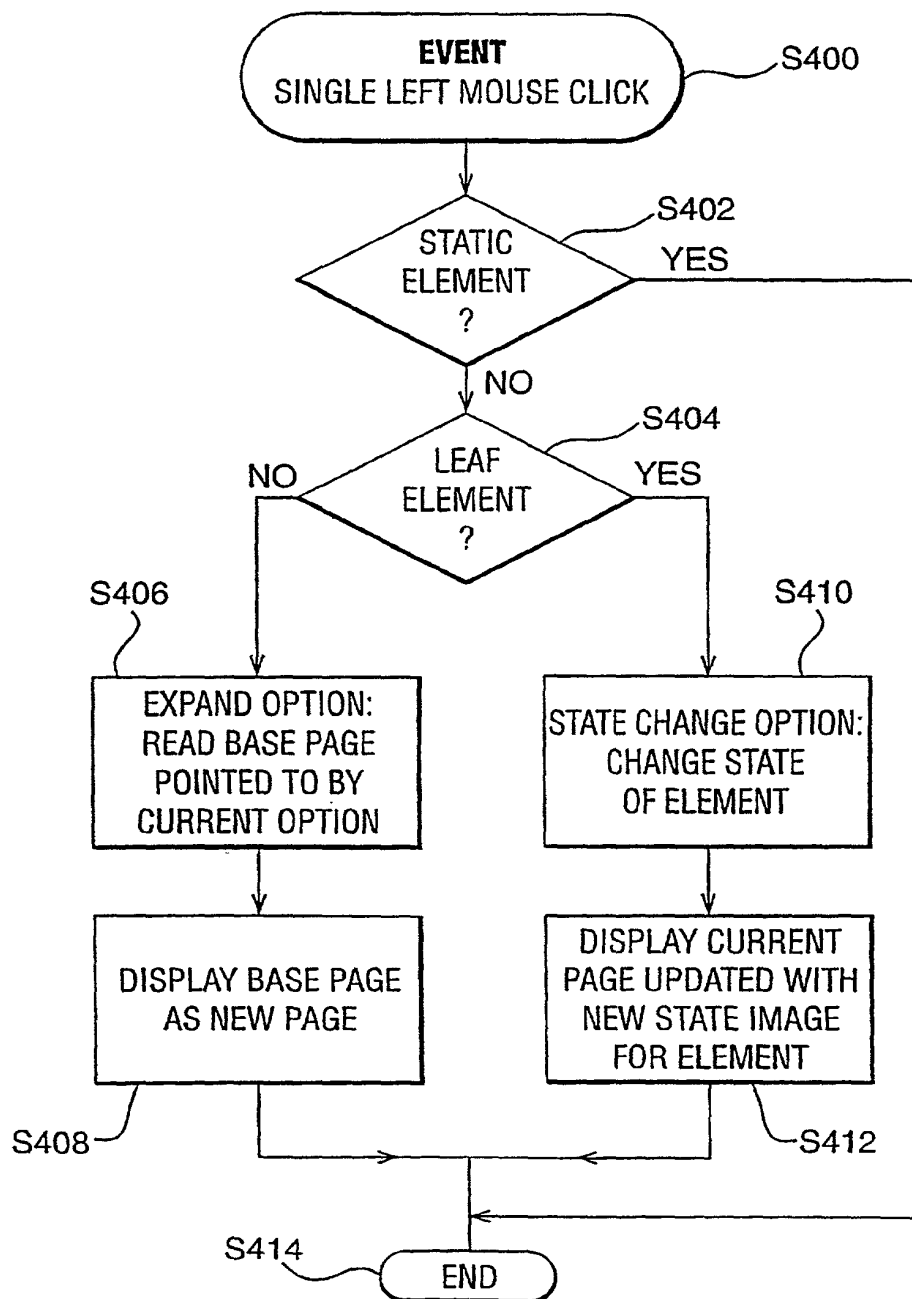 EVENT
SINGLE LEFT MOUSE CLICK
S400
S402
STATIC
ELEMENT
?
YES
NO
S404
LEAF
ELEMENT
?
NO
YES
S406
S410
EXPAND OPTION:
READ BASE PAGE
POINTED TO BY
CURRENT OPTION
STATE CHANGE OPTION:
CHANGE STATE
OF ELEMENT
DISPLAY BASE PAGE
AS NEW PAGE
DISPLAY CURRENT
PAGE UPDATED WITH
NEW STATE IMAGE
FOR ELEMENT
S408
S412
S414
END